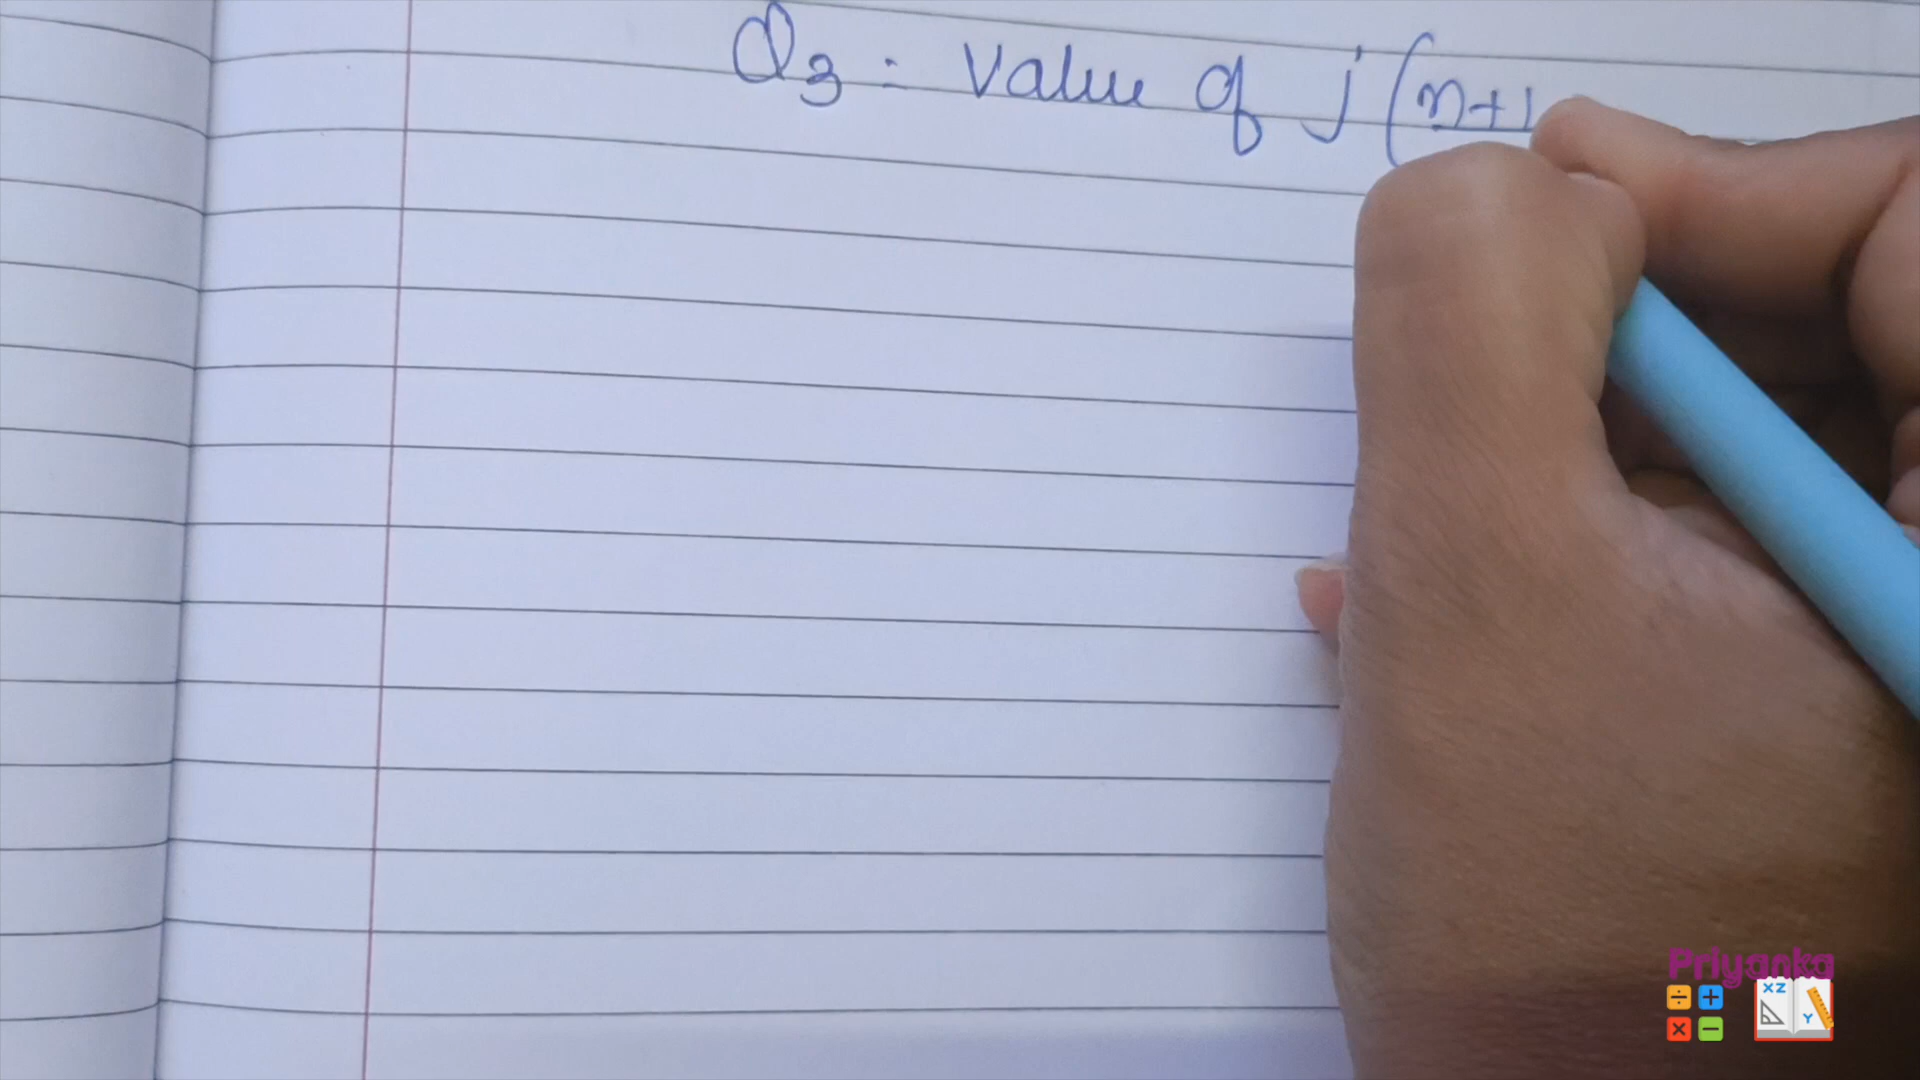 Q3 = Value of j (n+1
Priyanka
÷ +
× −
XZ
Y